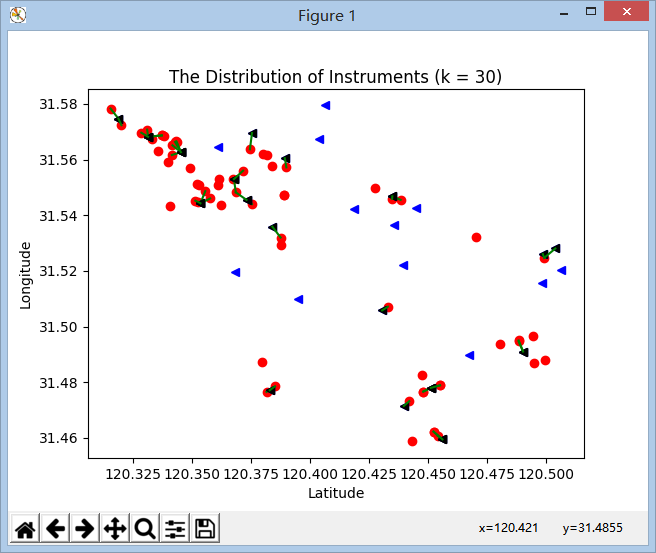 Figure 1
The Distribution of Instruments (k = 30)
31.58
31.56
31.54
31.52
31.50
31.48
31.46
Longitude
120.325 120.350 120.375 120.400 120.425 120.450 120.475 120.500
Latitude
x=120.421 y=31.4855